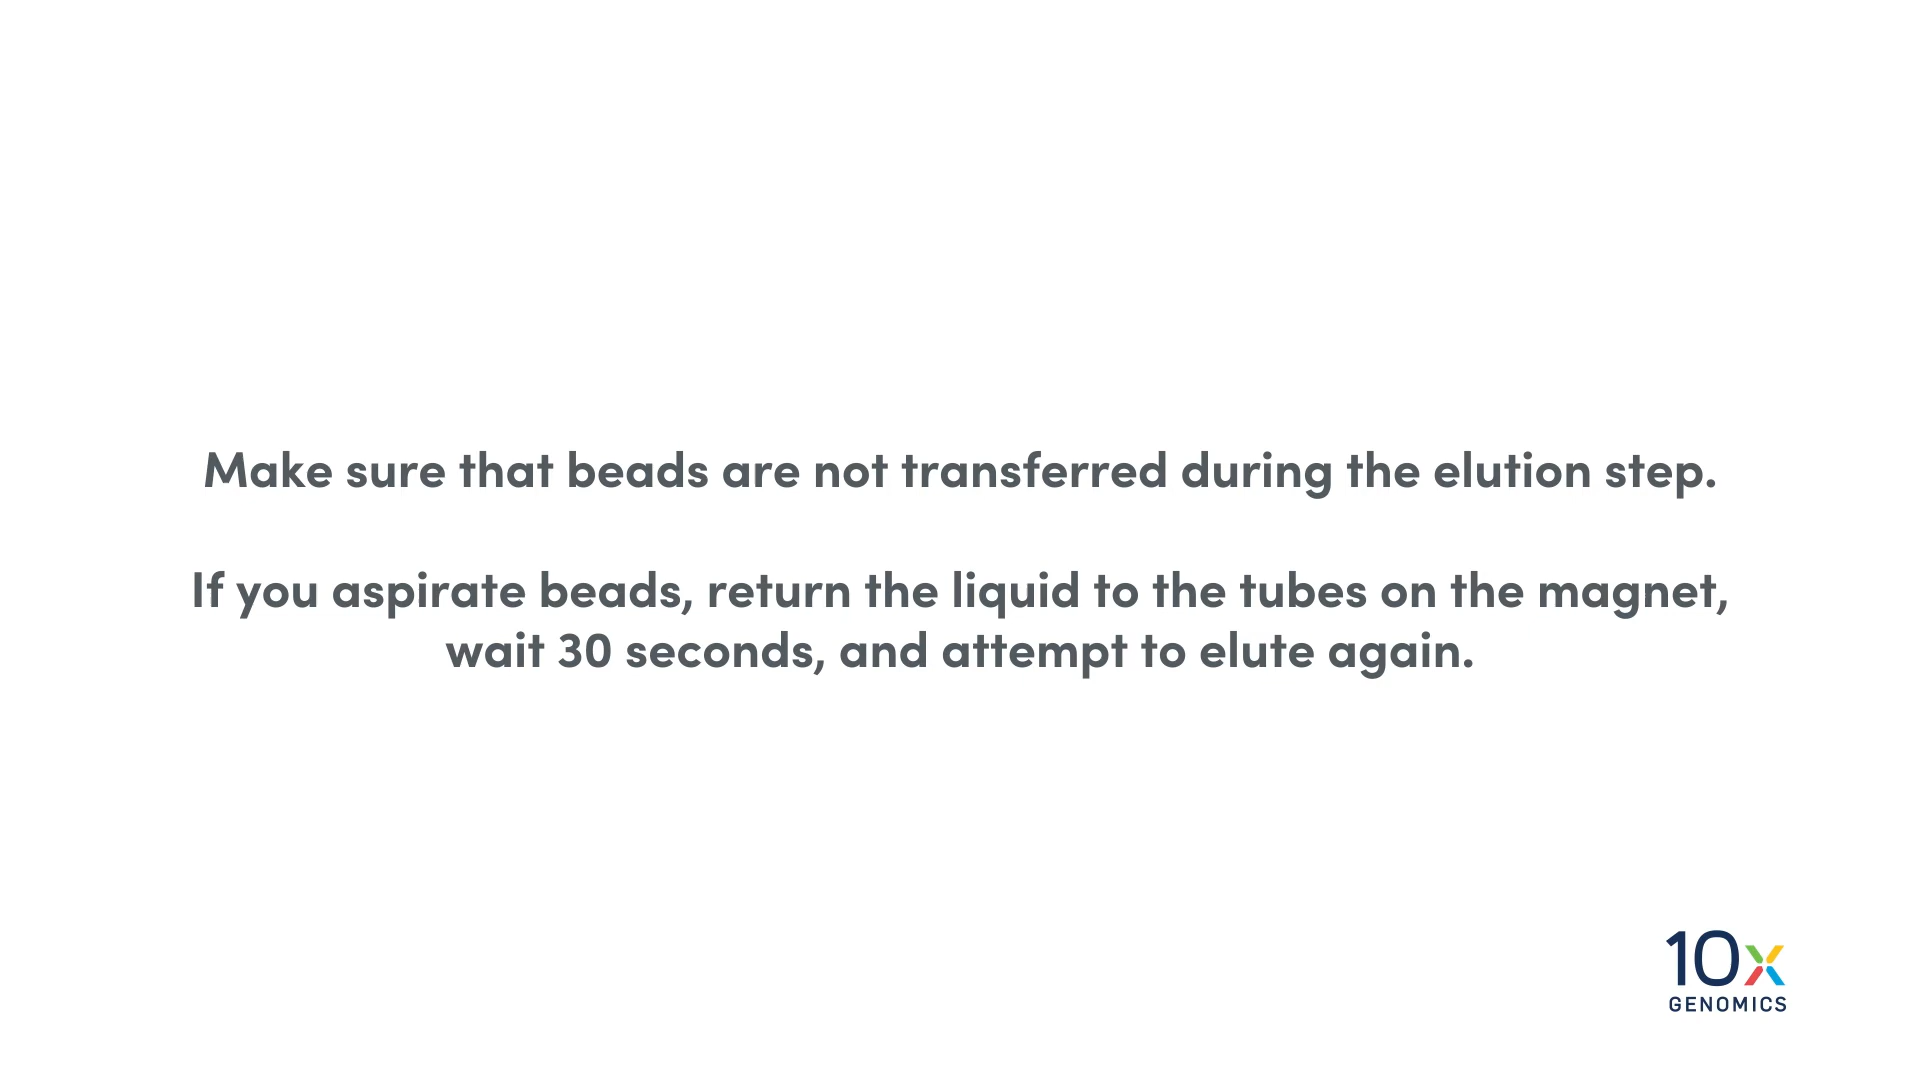 Make sure that beads are not transferred during the elution step.
If you aspirate beads, return the liquid to the tubes on the magnet,
wait 30 seconds, and attempt to elute again.
10x
GENOMICS